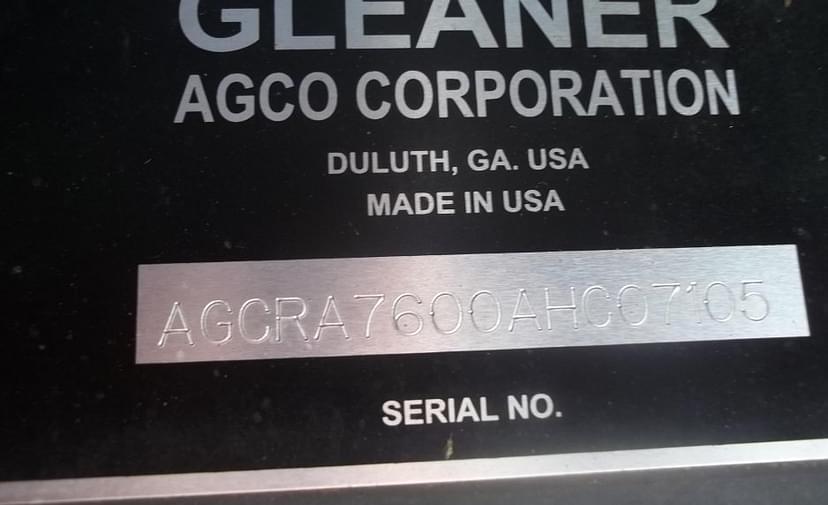 GLEANER
AGCO CORPORATION
DULUTH, GA. USA
MADE IN USA
AGCRA7600AHC07105
SERIAL NO.